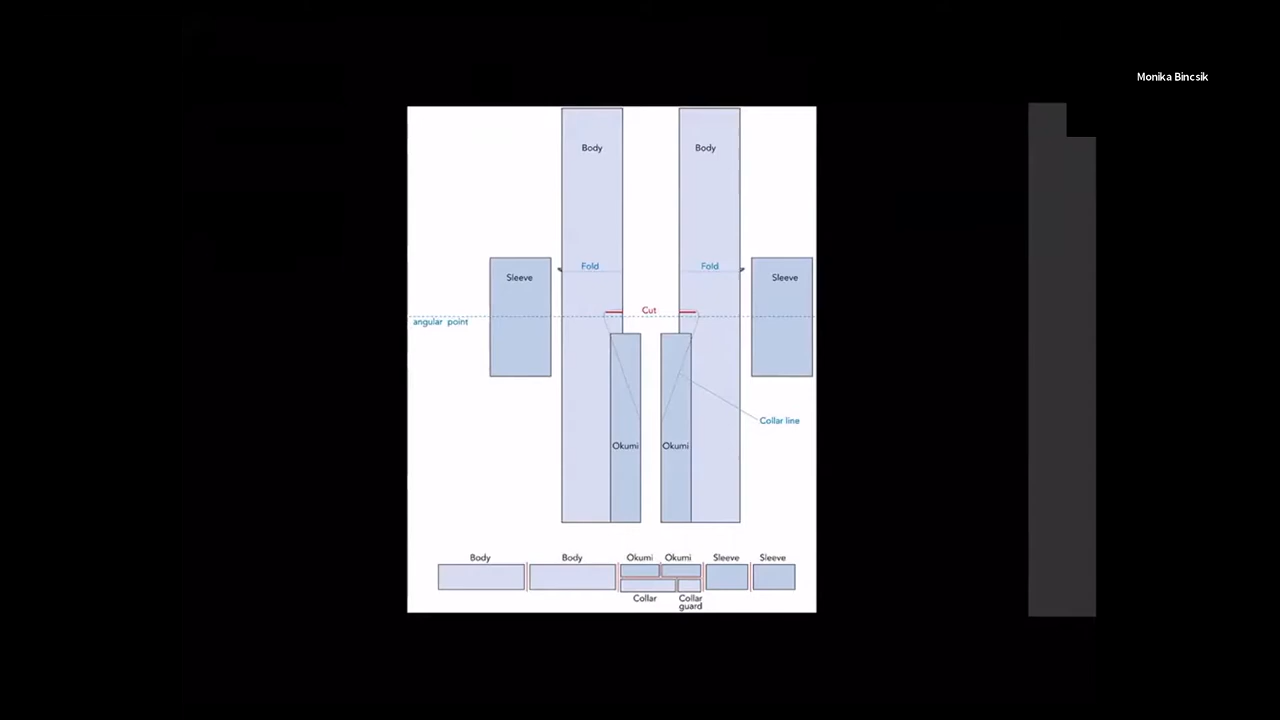 Monika Bincsik
Body
Body
Fold
Fold
Sleeve
Sleeve
Cut
angular point
Collar line
Okumi
Okumi
Body
Body
Okumi
Okumi
Sleeve
Sleeve
Collar
Collar
guard